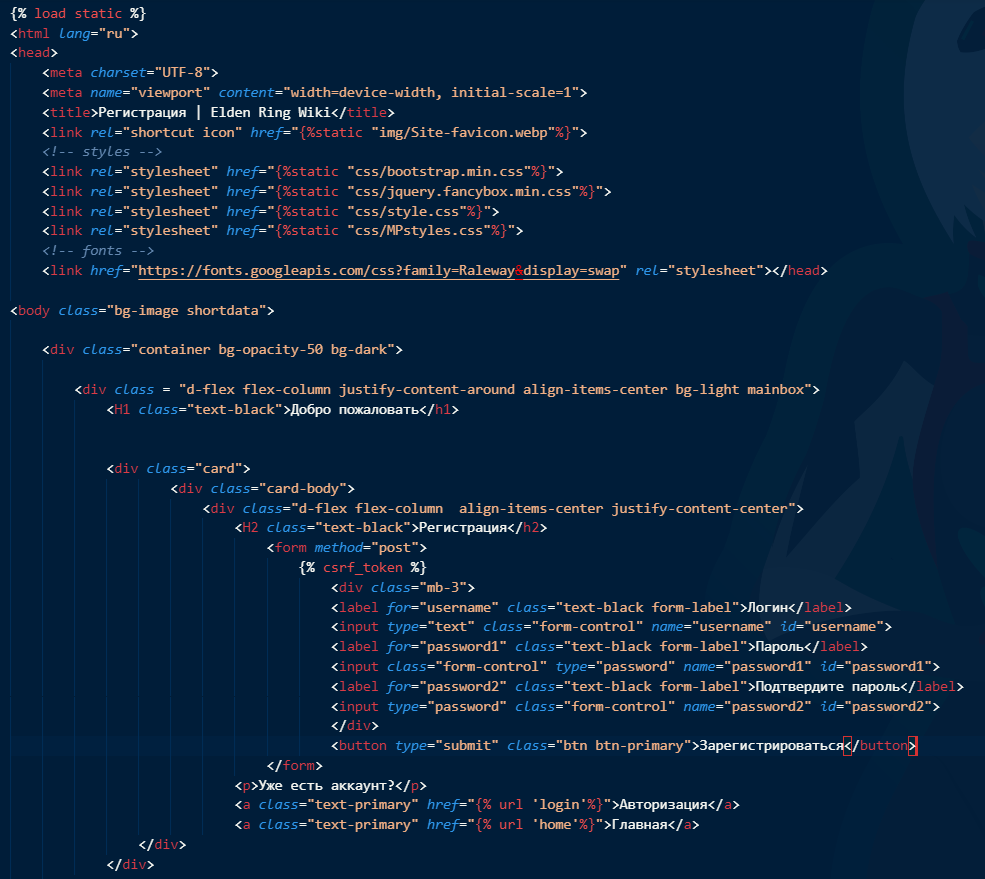 {% load static %}
<html lang="ru">
<head>
<meta charset="UTF-8">
<meta name="viewport" content="width=device-width, initial-scale=1">
<title>Регистрация | Elden Ring Wiki</title>
<link rel="shortcut icon" href="{%static "img/Site-favicon.webp"%}">
<!-- styles -->
<link rel="stylesheet" href="{%static "css/bootstrap.min.css"%}">
<link rel="stylesheet" href="{%static "css/jquery.fancybox.min.css"%}">
<link rel="stylesheet" href="{%static "css/style.css"%}">
<link rel="stylesheet" href="{%static "css/MPstyles.css"%}">
<!-- fonts -->
<link href="https://fonts.googleapis.com/css?family=Raleway&display=swap" rel="stylesheet"></head>
<body class="bg-image shortdata">
<div class="container bg-opacity-50 bg-dark">
<div class = "d-flex flex-column justify-content-around align-items-center bg-light mainbox">
<H1 class="text-black">Добро пожаловать</h1>
<div class="card">
<div class="card-body">
<div class="d-flex flex-column  align-items-center justify-content-center">
<H2 class="text-black">Регистрация</h2>
<form method="post">
{% csrf_token %}
<div class="mb-3">
<label for="username" class="text-black form-label">Логин</label>
<input type="text" class="form-control" name="username" id="username">
<label for="password1" class="text-black form-label">Пароль</label>
<input class="form-control" type="password" name="password1" id="password1">
<label for="password2" class="text-black form-label">Подтвердите пароль</label>
<input type="password" class="form-control" name="password2" id="password2">
</div>
<button type="submit" class="btn btn-primary">Зарегистрироваться</button>
</form>
<p>Уже есть аккаунт?</p>
<a class="text-primary" href="{% url 'login'%}">Авторизация</a>
<a class="text-primary" href="{% url 'home'%}">Главная</a>
</div>
</div>